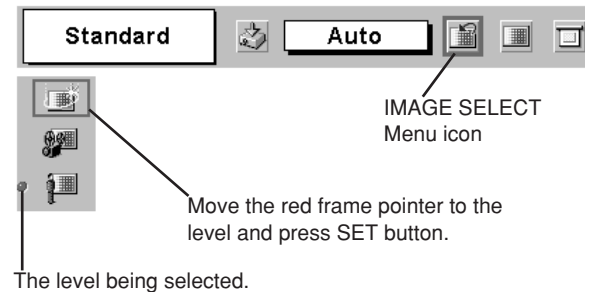 Standard
Auto
IMAGE SELECT
Menu icon
Move the red frame pointer to the
level and press SET button.
The level being selected.